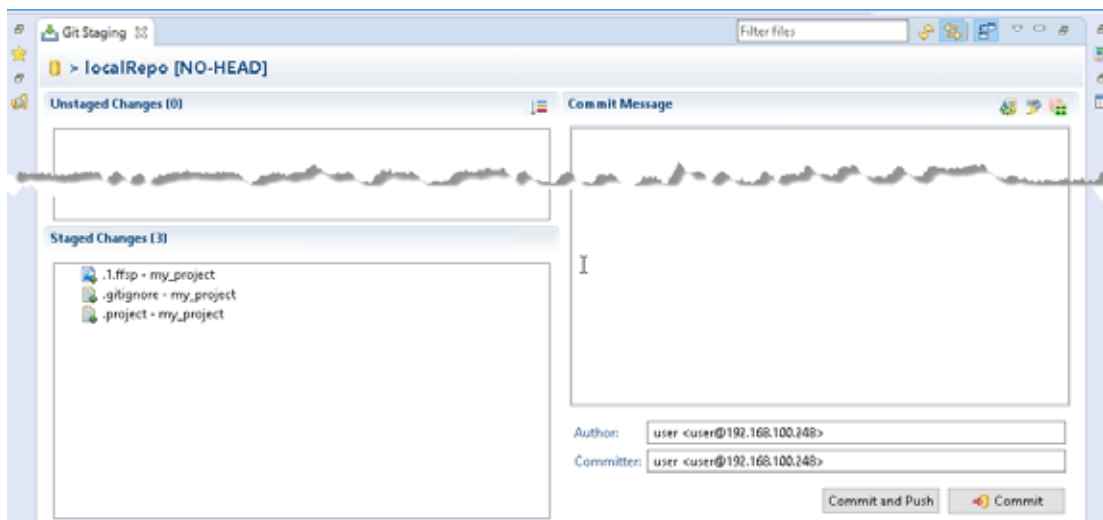 Git Staging
Filter files
> localRepo [NO-HEAD]
Unstaged Changes (0)
Commit Message
Staged Changes (3)
.1.ffsp - my_project
.gitignore - my_project
.project - my_project
Author: user <user@192.168.100.248>
Committer: user <user@192.168.100.248>
Commit and Push
Commit